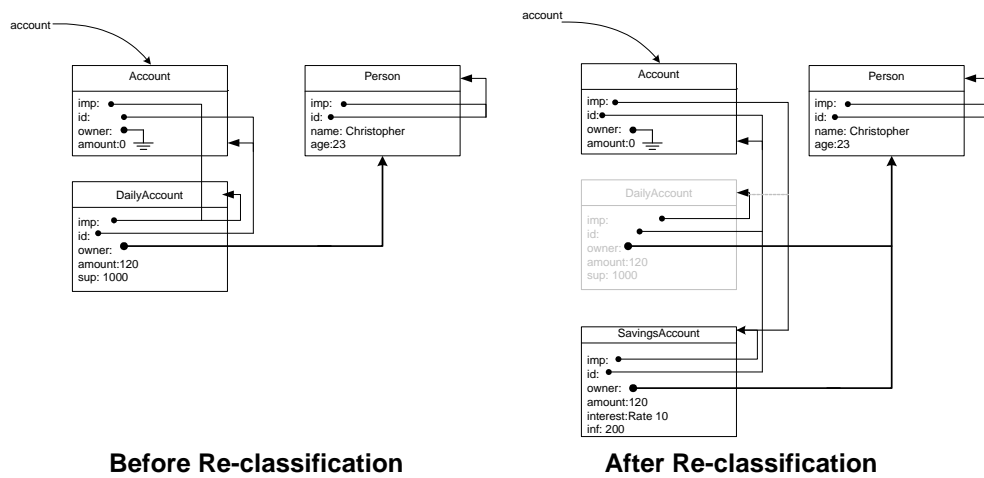 account
Account
imp:
id:
owner:
amount:0
Person
imp:
id:
name: Christopher
age:23
DailyAccount
imp:
id:
owner:
amount:120
sup: 1000
Before Re-classification
account
Account
imp:
id:
owner:
amount:0
Person
imp:
id:
name: Christopher
age:23
DailyAccount
imp:
id:
owner:
amount:120
sup: 1000
SavingsAccount
imp:
id:
owner:
amount:120
interest:Rate 10
inf: 200
After Re-classification